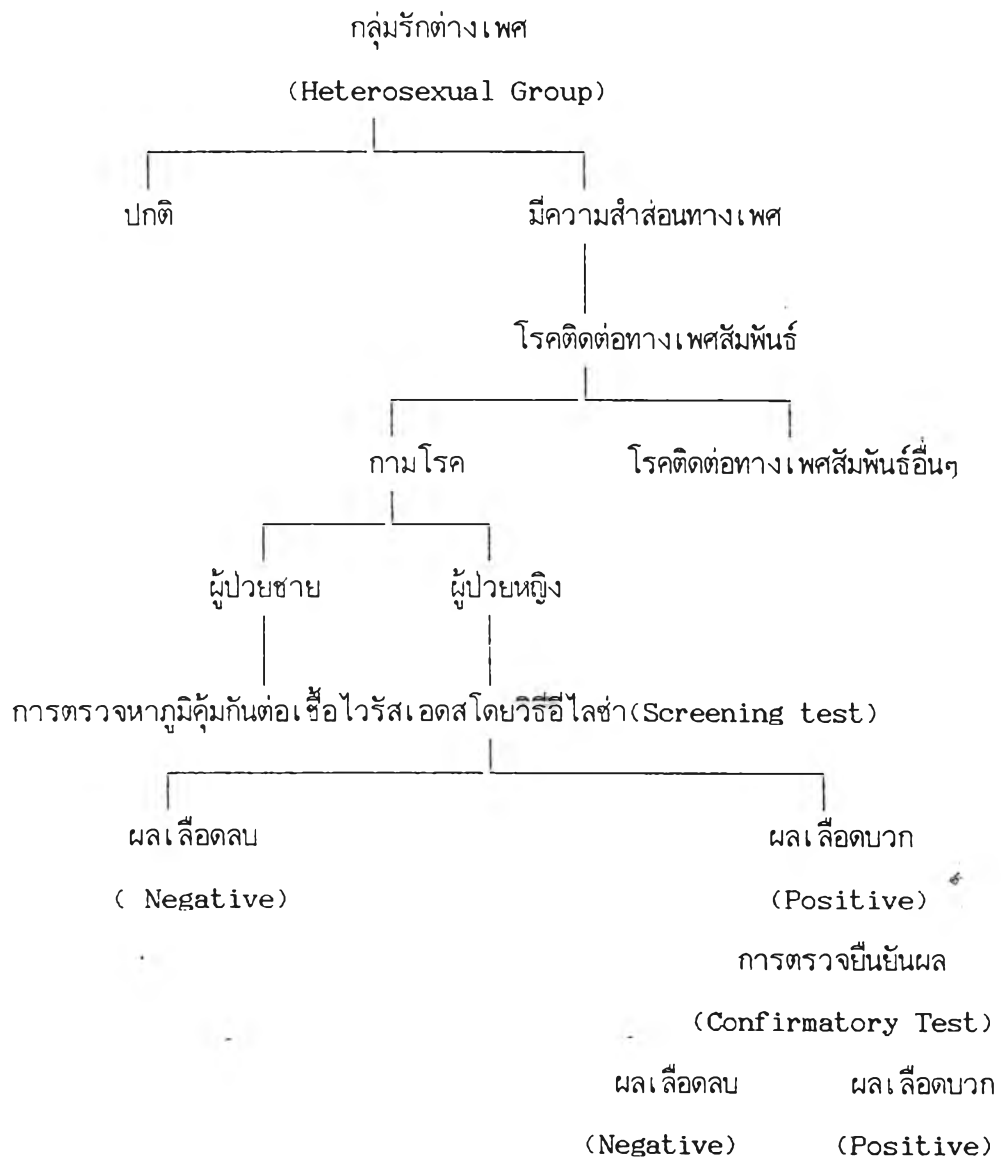 กลุ่มรักต่างเพศ
(Heterosexual Group)
ปกติ มีความสำส่อนทางเพศ
โรคติดต่อทางเพศสัมพันธ์
กามโรค โรคติดต่อทางเพศสัมพันธ์อื่นๆ
ผู้ป่วยชาย ผู้ป่วยหญิง
การตรวจหาภูมิคุ้มกันต่อเชื้อไวรัสเอดสโดยวิธีอีไลซ่า(Screening test)
ผลเลือดลบ ผลเลือดบวก
( Negative) (Positive)
การตรวจยืนยันผล
(Confirmatory Test)
ผลเลือดลบ ผลเลือดบวก
(Negative) (Positive)